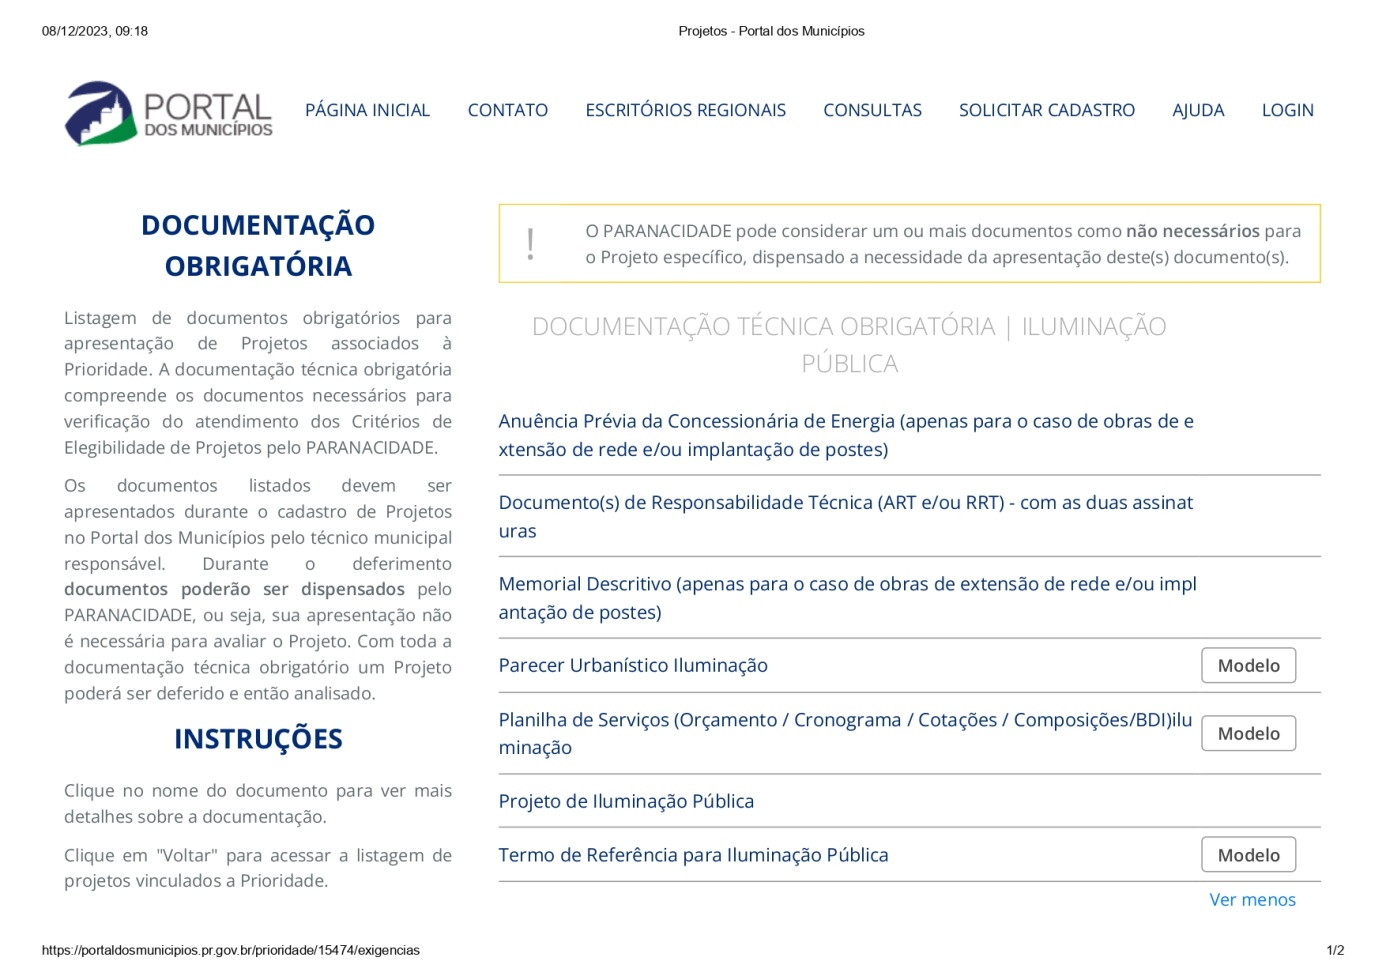 08/12/2023, 09:18
Projetos - Portal dos Municípios
PORTAL
DOS MUNICÍPIOS
PÁGINA INICIAL
CONTATO
ESCRITÓRIOS REGIONAIS
CONSULTAS
SOLICITAR CADASTRO
AJUDA
LOGIN
DOCUMENTAÇÃO
OBRIGATÓRIA
Listagem de documentos obrigatórios para
apresentação de Projetos associados à
Prioridade. A documentação técnica obrigatória
compreende os documentos necessários para
verificação do atendimento dos Critérios de
Elegibilidade de Projetos pelo PARANACIDADE.
Os documentos listados devem ser
apresentados durante o cadastro de Projetos
no Portal dos Municípios pelo técnico municipal
responsável. Durante o deferimento
documentos poderão ser dispensados pelo
PARANACIDADE, ou seja, sua apresentação não
é necessária para avaliar o Projeto. Com toda a
documentação técnica obrigatório um Projeto
poderá ser deferido e então analisado.
INSTRUÇÕES
Clique no nome do documento para ver mais
detalhes sobre a documentação.
Clique em "Voltar" para acessar a listagem de
projetos vinculados a Prioridade.
!
O PARANACIDADE pode considerar um ou mais documentos como não necessários para
o Projeto específico, dispensado a necessidade da apresentação deste(s) documento(s).
DOCUMENTAÇÃO TÉCNICA OBRIGATÓRIA | ILUMINAÇÃO
PÚBLICA
Anuência Prévia da Concessionária de Energia (apenas para o caso de obras de e
xtensão de rede e/ou implantação de postes)
Documento(s) de Responsabilidade Técnica (ART e/ou RRT) - com as duas assinat
uras
Memorial Descritivo (apenas para o caso de obras de extensão de rede e/ou impl
antação de postes)
Parecer Urbanístico Iluminação
Modelo
Planilha de Serviços (Orçamento / Cronograma / Cotações / Composições/BDI)ilu
minação
Modelo
Projeto de Iluminação Pública
Termo de Referência para Iluminação Pública
Modelo
Ver menos
https://portaldosmunicipios.pr.gov.br/prioridade/15474/exigencias
1/2